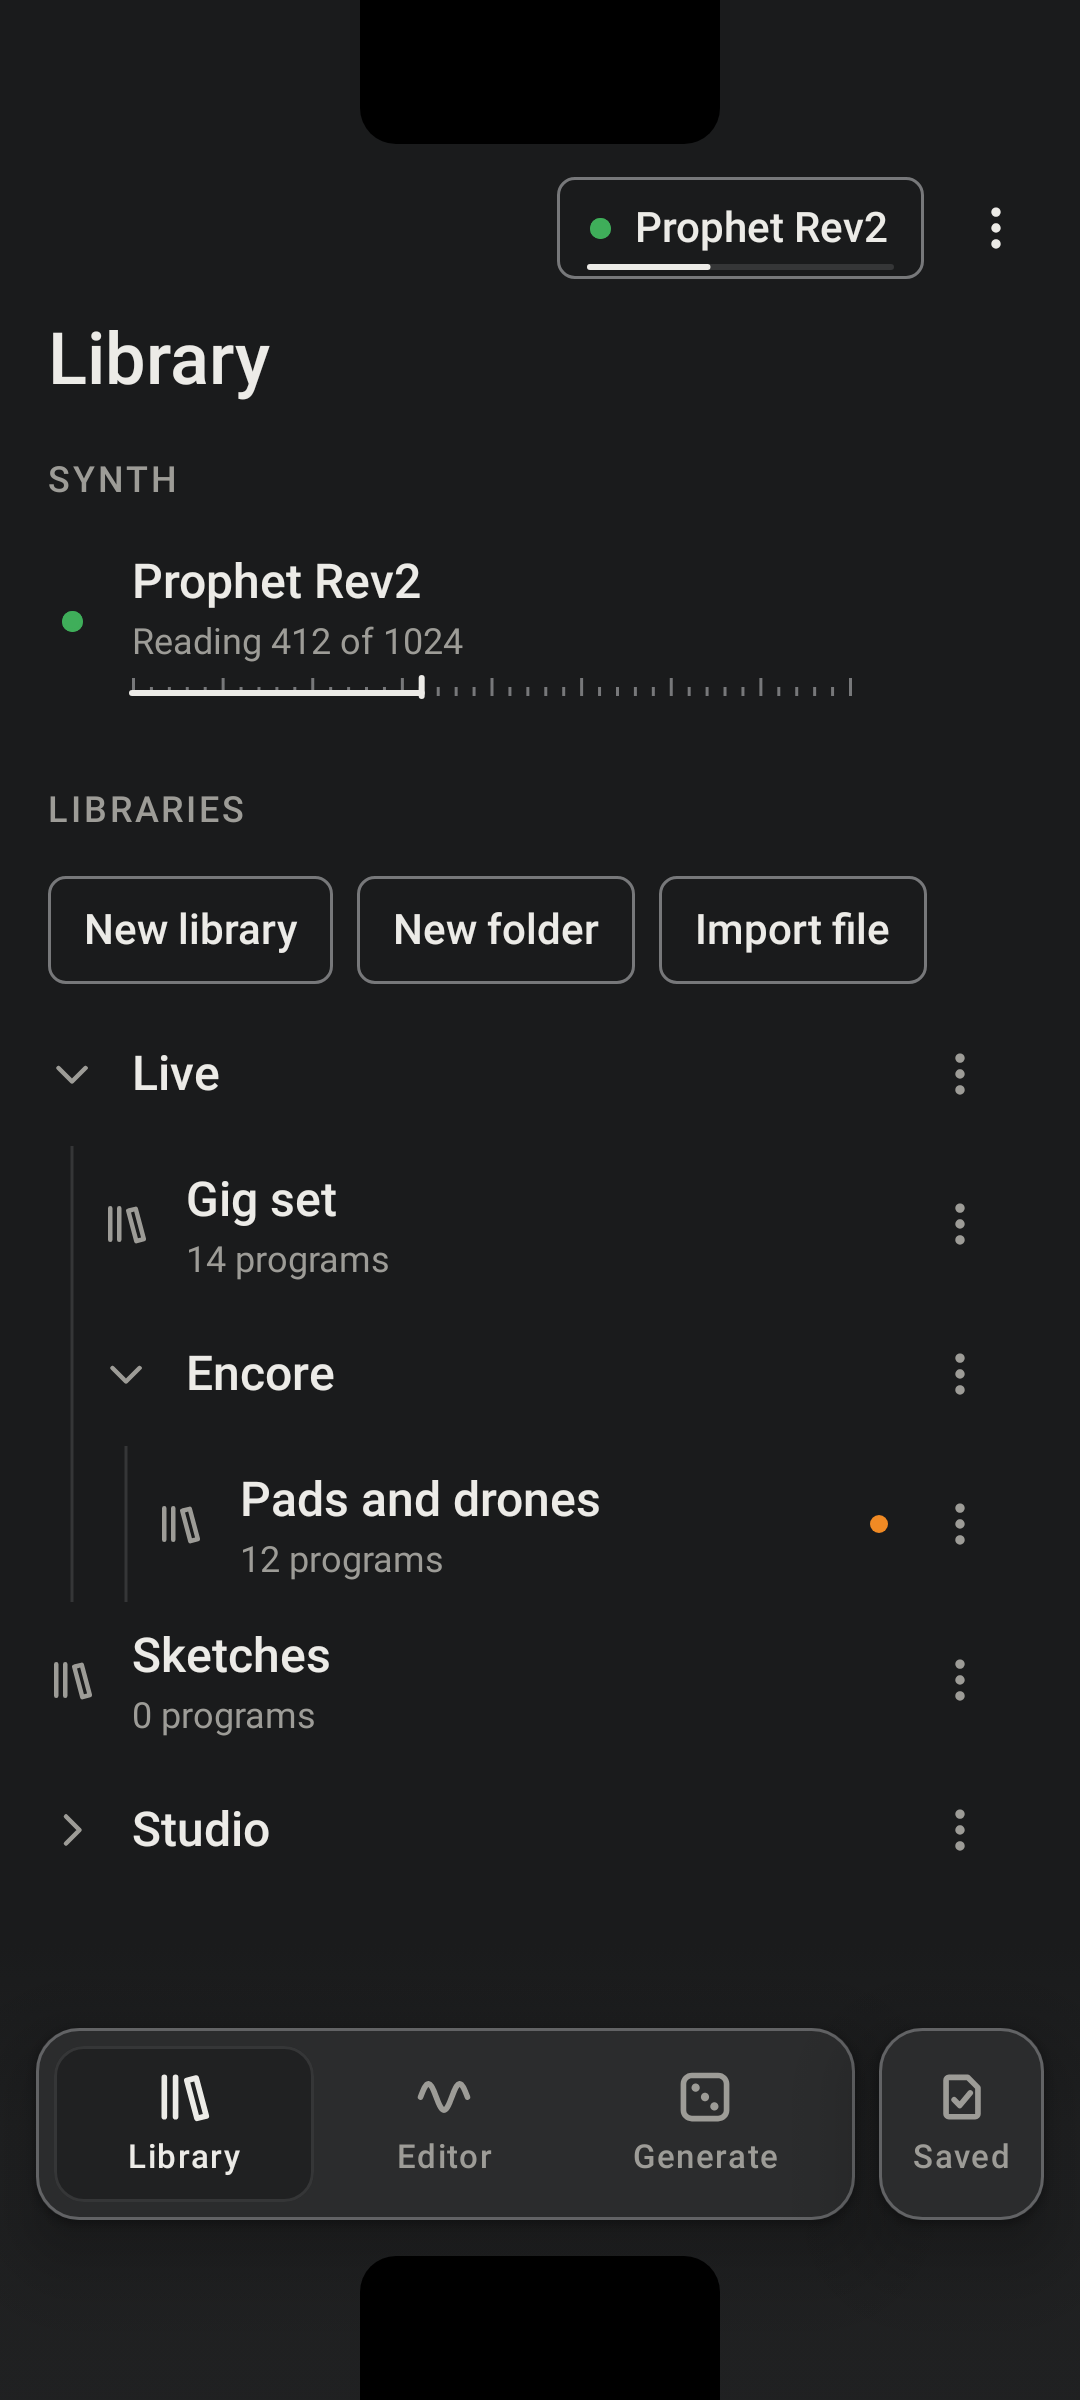 Prophet Rev2
Library
SYNTH
Prophet Rev2
Reading 412 of 1024
LIBRARIES
New library
New folder
Import file
Live
Gig set
14 programs
Encore
Pads and drones
12 programs
Sketches
0 programs
Studio
Library
Editor
Generate
Saved